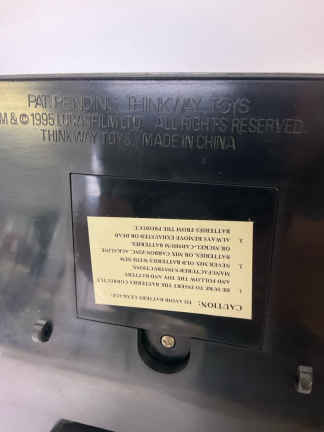 PAT. PENDING THINKWAY TOYS
TM & © 1995 LUCASFILM LTD. ALL RIGHTS RESERVED.
THINKWAY TOYS MADE IN CHINA
CAUTION: TO AVOID BATTERY LEAKAGE:
1. BE SURE TO INSERT THE BATTERIES CORRECTLY
AND FOLLOW THE TOY AND BATTERY
MANUFACTURER'S INSTRUCTIONS.
2. NEVER MIX OLD BATTERIES WITH NEW
BATTERIES, OR MIX CARBON ZINC, ALKALINE
OR NICKEL-CADMIUM BATTERIES.
3. ALWAYS REMOVE EXHAUSTED OR DEAD
BATTERIES FROM THE PRODUCT.